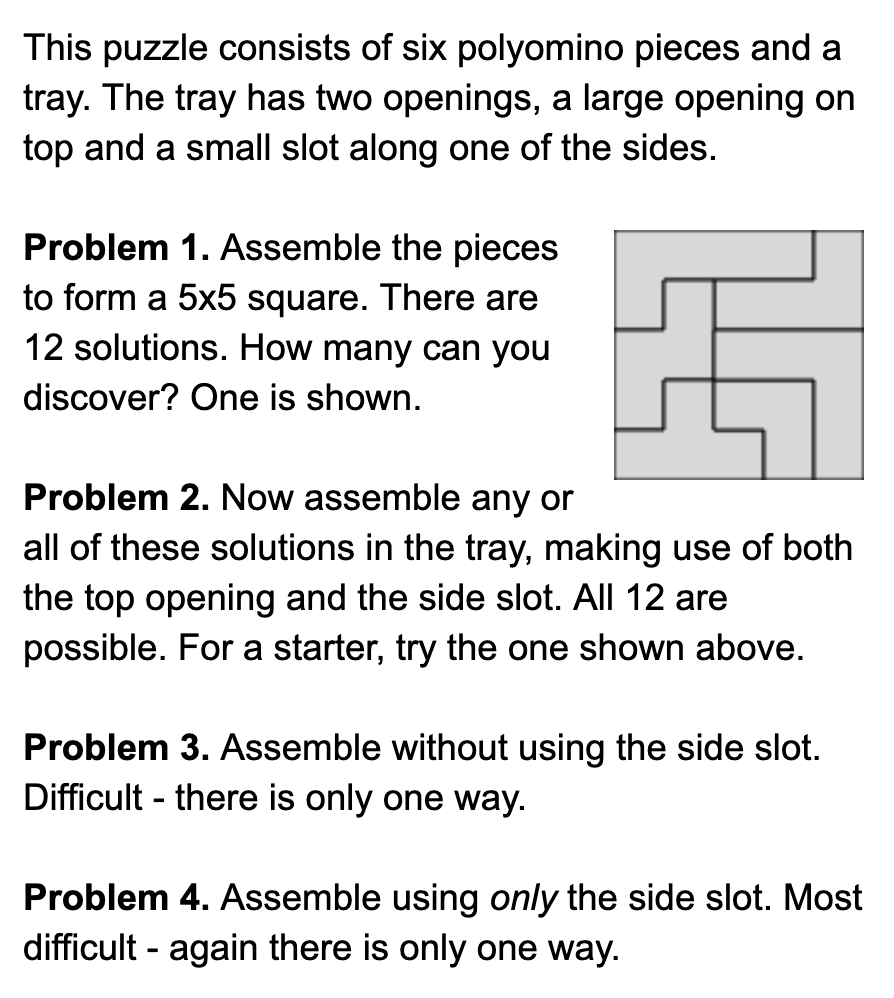 This puzzle consists of six polyomino pieces and a
tray. The tray has two openings, a large opening on
top and a small slot along one of the sides.
Problem 1. Assemble the pieces
to form a 5x5 square. There are
12 solutions. How many can you
discover? One is shown.
Problem 2. Now assemble any or
all of these solutions in the tray, making use of both
the top opening and the side slot. All 12 are
possible. For a starter, try the one shown above.
Problem 3. Assemble without using the side slot.
Difficult - there is only one way.
Problem 4. Assemble using only the side slot. Most
difficult - again there is only one way.